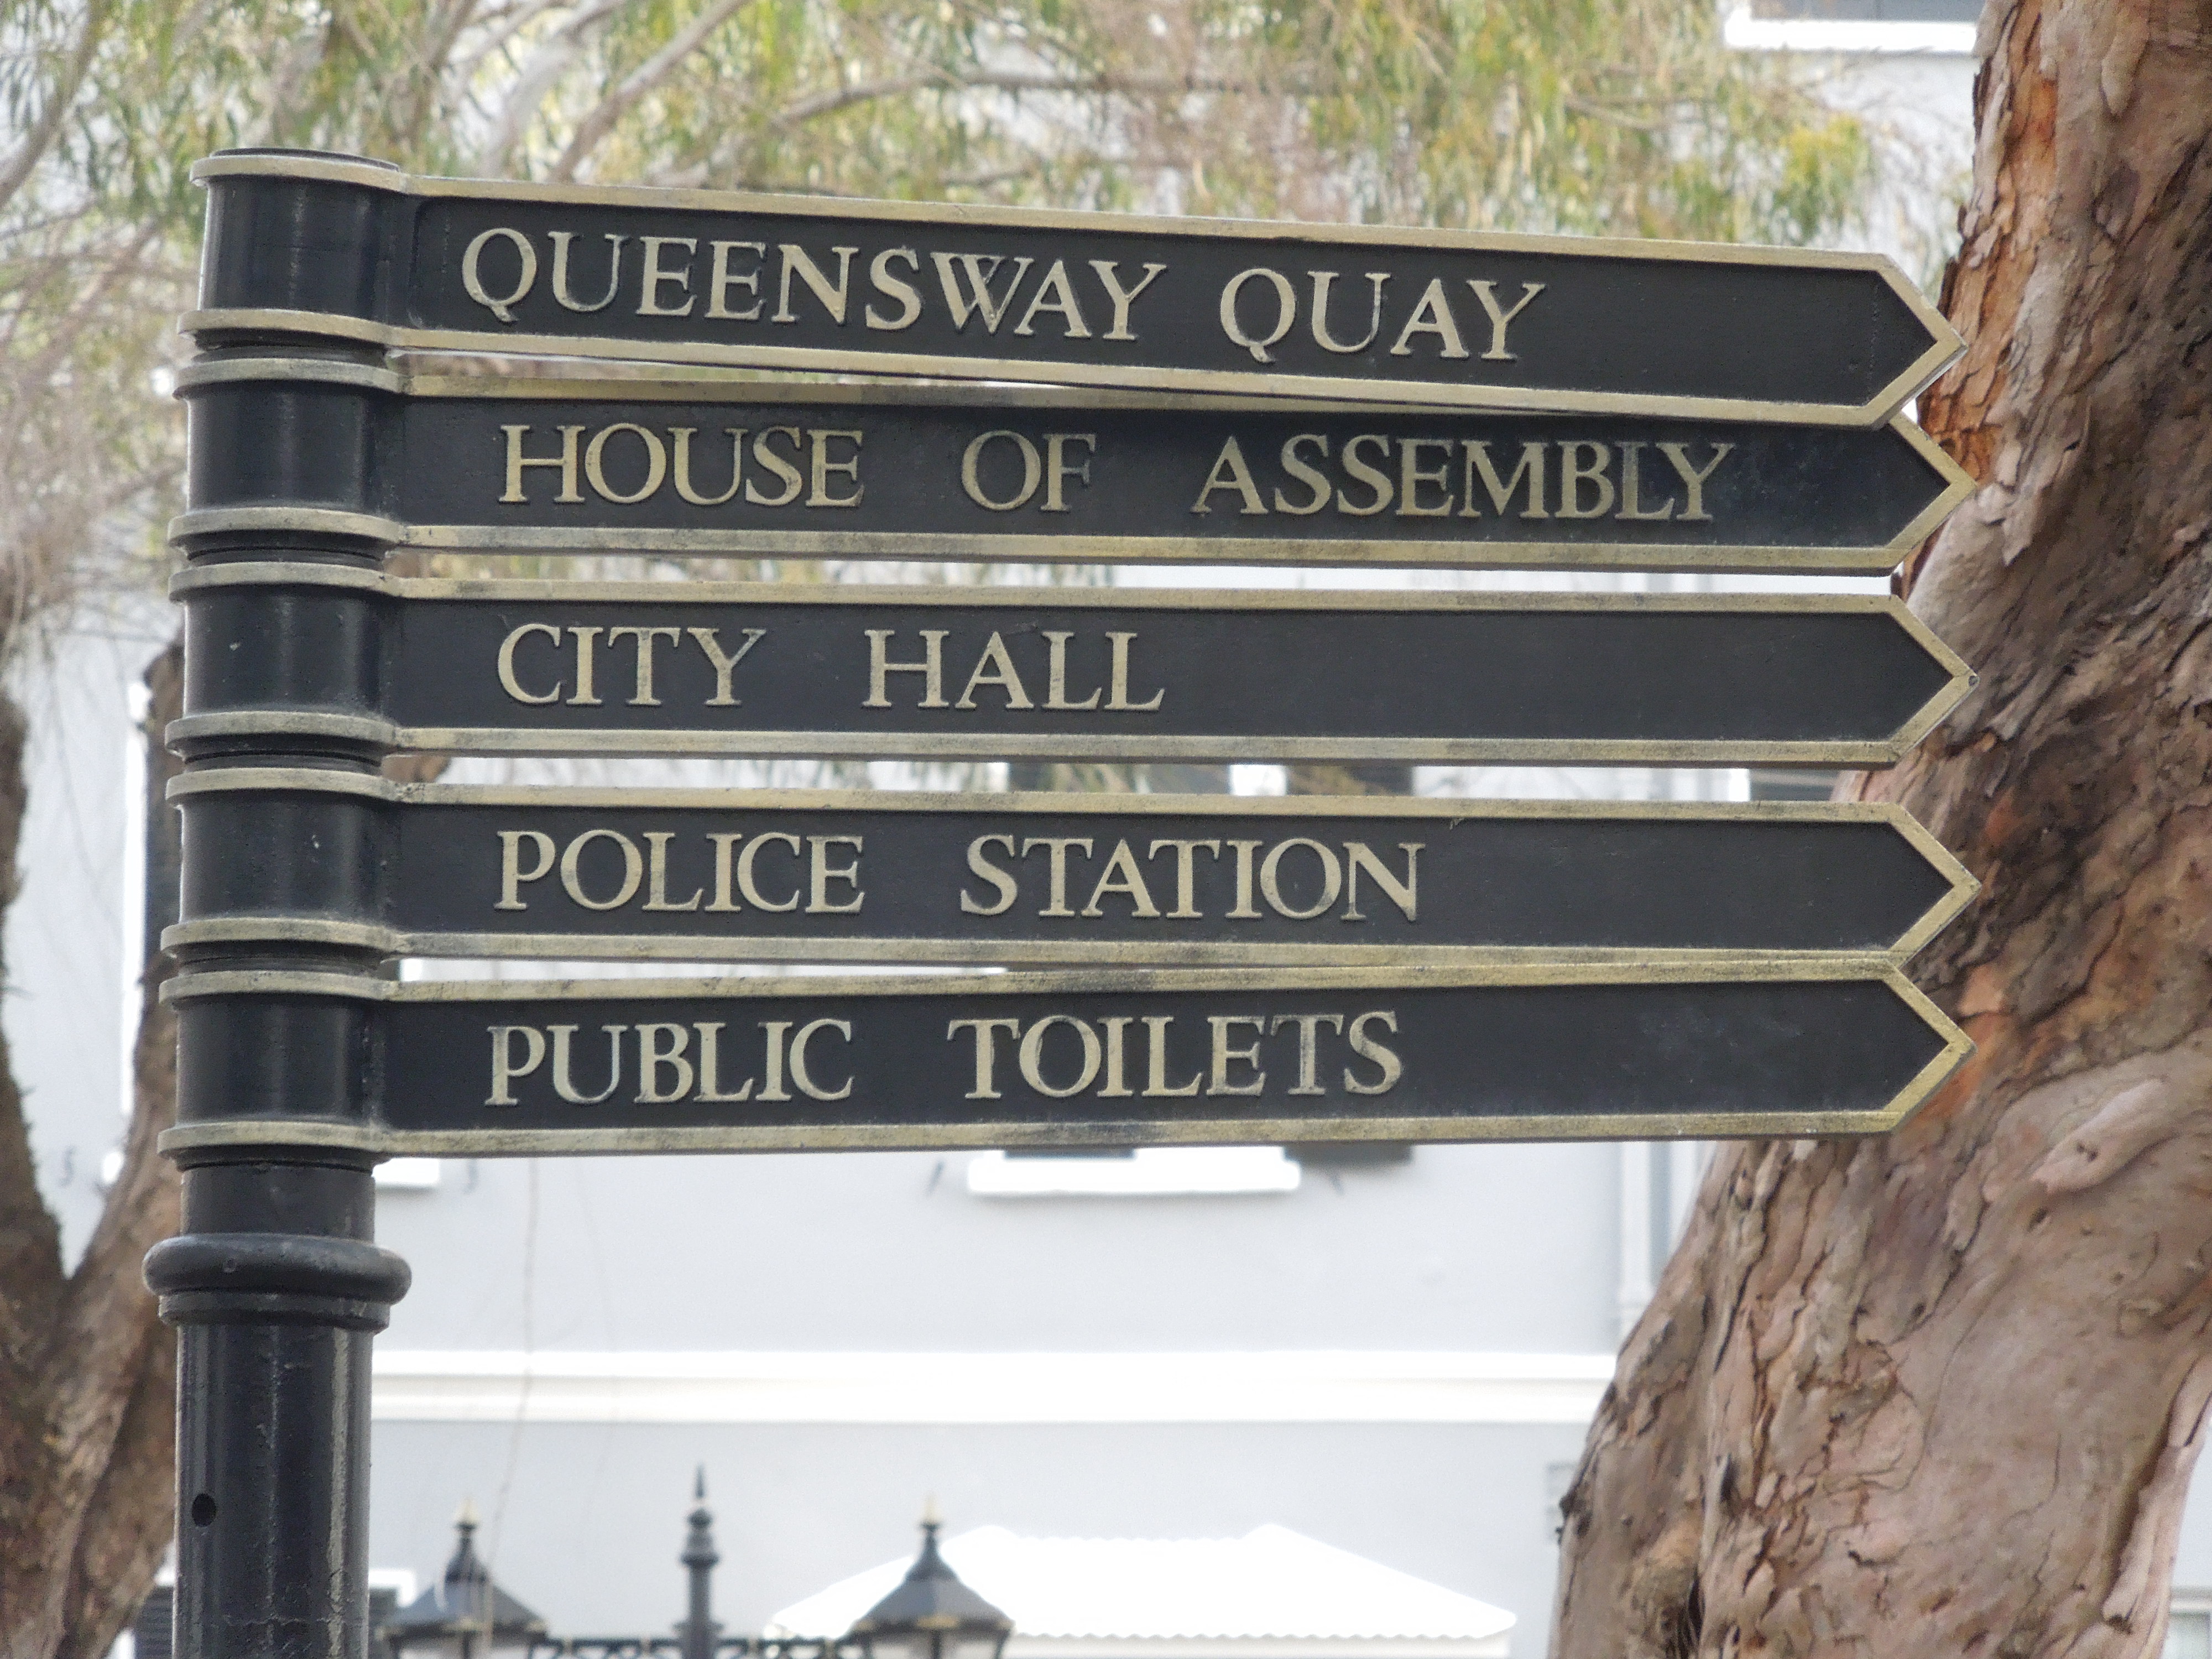 QUEENSWAY QUAY
HOUSE OF ASSEMBLY
CITY HALL
POLICE STATION
PUBLIC TOILETS